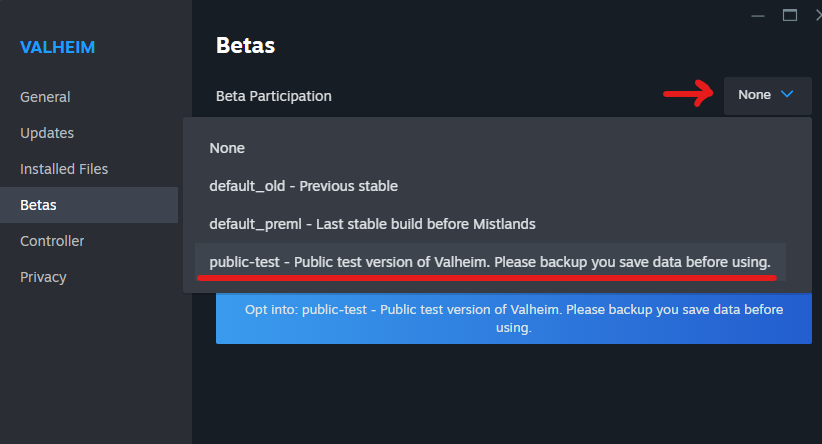 VALHEIM
General
Updates
Installed Files
Betas
Controller
Privacy
Betas
Beta Participation
None
None
default_old - Previous stable
default_preml - Last stable build before Mistlands
public-test - Public test version of Valheim. Please backup you save data before using.
Opt into: public-test - Public test version of Valheim. Please backup you save data before
using.